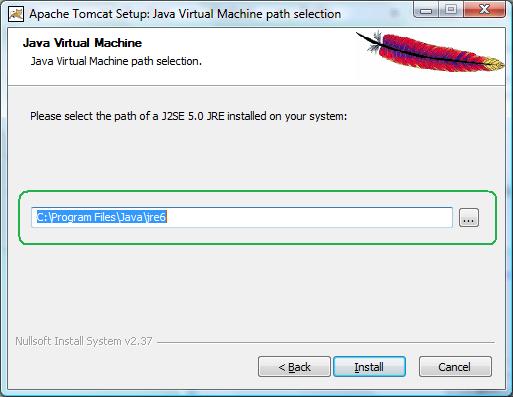 Apache Tomcat Setup: Java Virtual Machine path selection
Java Virtual Machine
Java Virtual Machine path selection.
Please select the path of a J2SE 5.0 JRE installed on your system:
C:\Program Files\Java\jre6
...
Nullsoft Install System v2.37
< Back
Install
Cancel